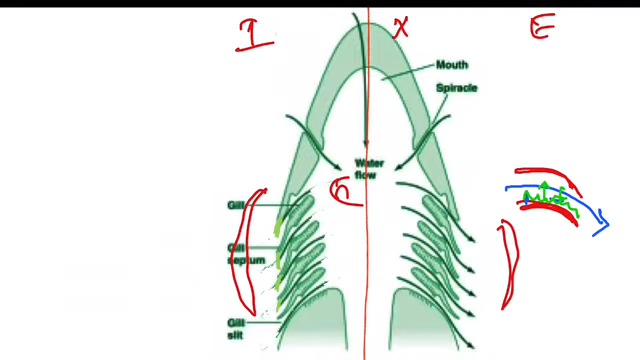 I X E
Mouth
Spiracle
Water
flow
Gill
Gill
septum
Gill
slit